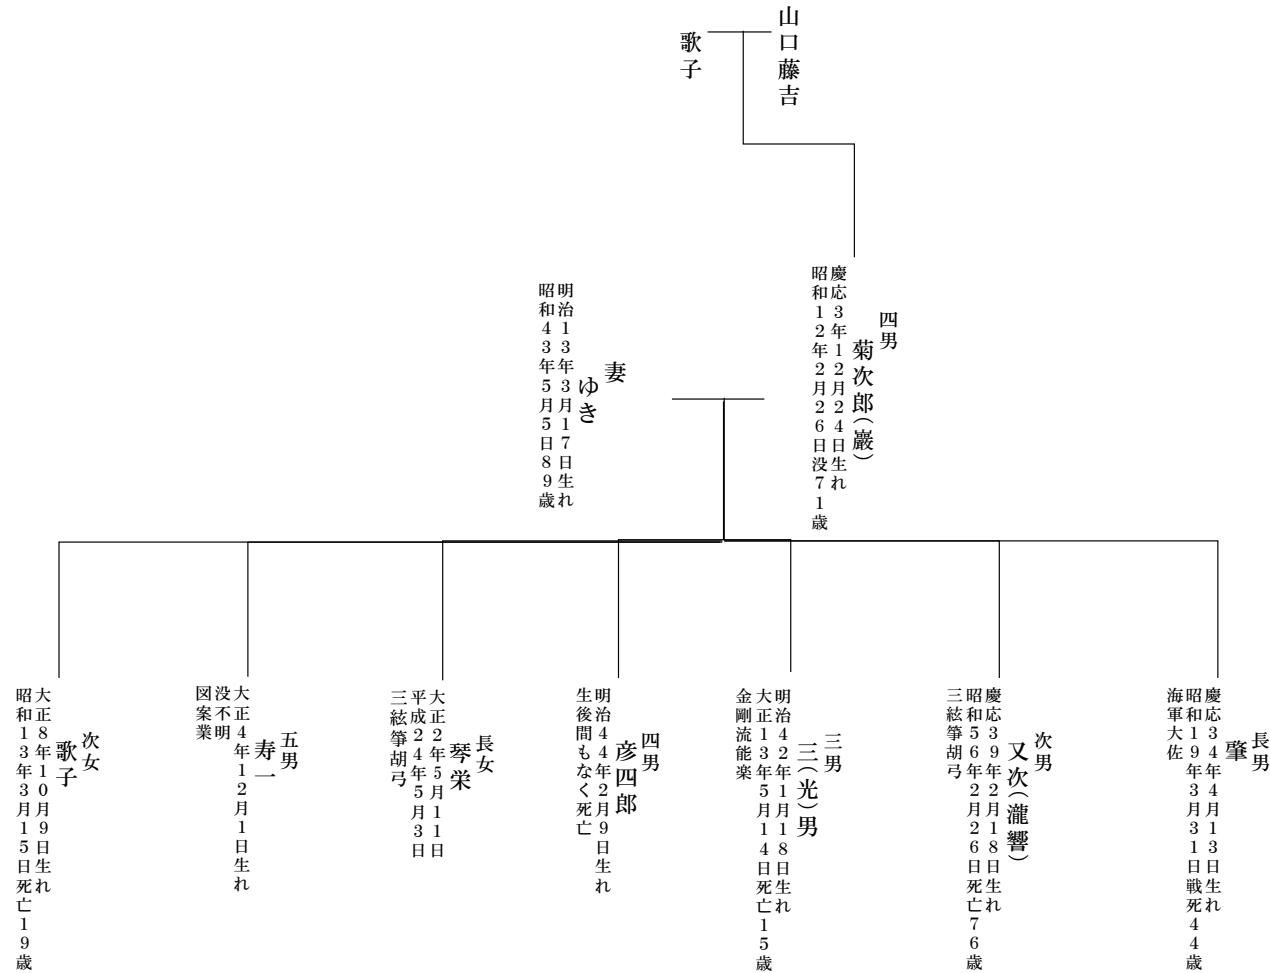 山口藤吉
歌子
四男
菊次郎(巖)
慶応3年12月24日生れ
昭和12年2月26日没71歳
妻
ゆき
明治13年3月17日生れ
昭和43年5月5日89歳
長男
肇
慶応34年4月13日生れ
昭和19年3月31日戦死44歳
海軍大佐
次男
又次(瀧響)
慶応39年2月18日生れ
昭和56年2月26日死亡76歳
三絃箏胡弓
三男
三(光)男
明治42年1月18日生れ
大正13年5月14日死亡15歳
金剛流能楽
四男
彦四郎
明治44年2月9日生れ
生後間もなく死亡
長女
琴栄
大正2年5月11日
平成24年5月3日
三絃箏胡弓
五男
寿一
大正4年12月1日生れ
没不明
図案業
次女
歌子
大正8年10月9日生れ
昭和13年3月15日死亡19歳